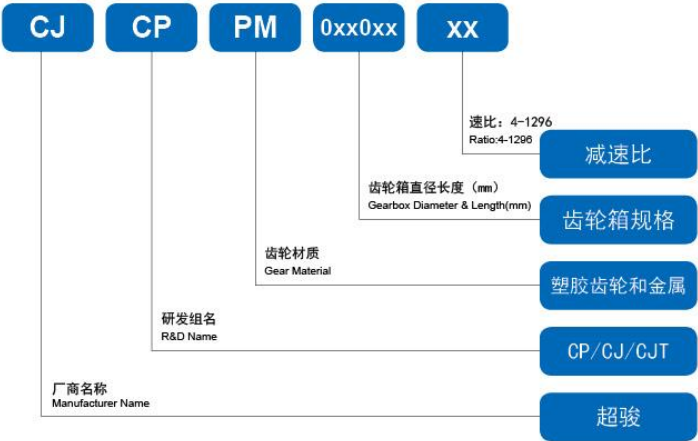 CJ CP PM 0xx0xx xx
速比：4-1296
Ratio:4-1296
减速比
齿轮箱直径长度（mm）
Gearbox Diameter & Length(mm)
齿轮箱规格
齿轮材质
Gear Material
塑胶齿轮和金属
研发组名
R&D Name
CP/CJ/CJT
厂商名称
Manufacturer Name
超骏